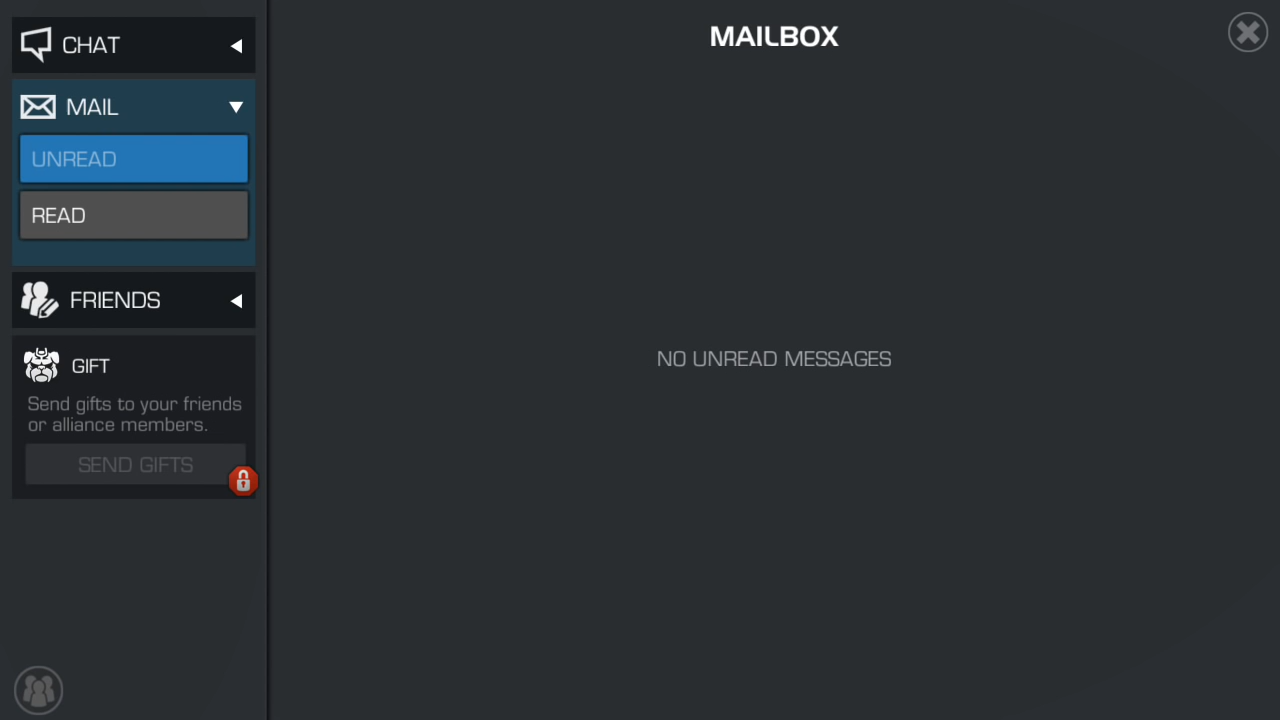 CHAT
MAIL
UNREAD
READ
FRIENDS
GIFT
Send gifts to your friends
or alliance members.
SEND GIFTS
MAILBOX
NO UNREAD MESSAGES